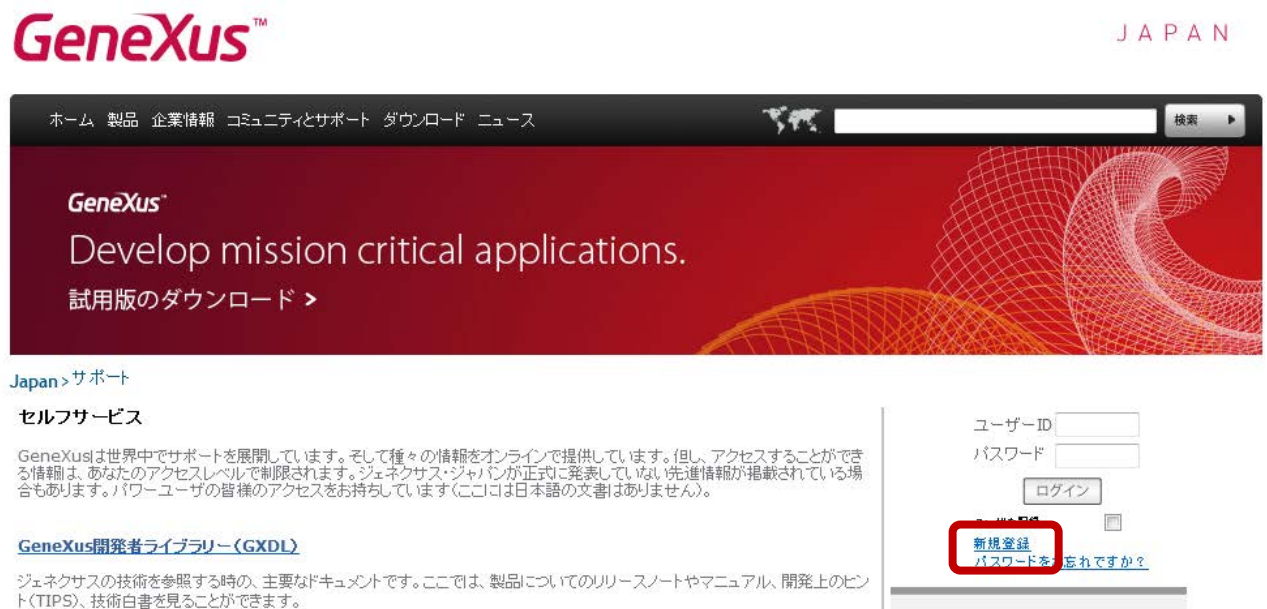 GeneXus™
JAPAN
ホーム 製品 企業情報 コミュニティとサポート ダウンロード ニュース
検索
GeneXus™
Develop mission critical applications.
試用版のダウンロード >
Japan > サポート
セルフサービス
GeneXusは世界中でサポートを展開しています。そして種々の情報をオンラインで提供しています。但し、アクセスすることができ
る情報は、あなたのアクセスレベルで制限されます。ジェネクサス・ジャパンが正式に発表していない先進情報が掲載されている場
合もあります。パワーユーザの皆様のアクセスをお待ちしています(ここには日本語の文書はありません)。
GeneXus開発者ライブラリー(GXDL)
ジェネクサスの技術を参照する時の、主要なドキュメントです。ここでは、製品についてのリリースノートやマニュアル、開発上のヒン
ト(TIPS)、技術白書を見ることができます。
ユーザーID
パスワード
ログイン
新規登録
パスワードをお忘れですか?